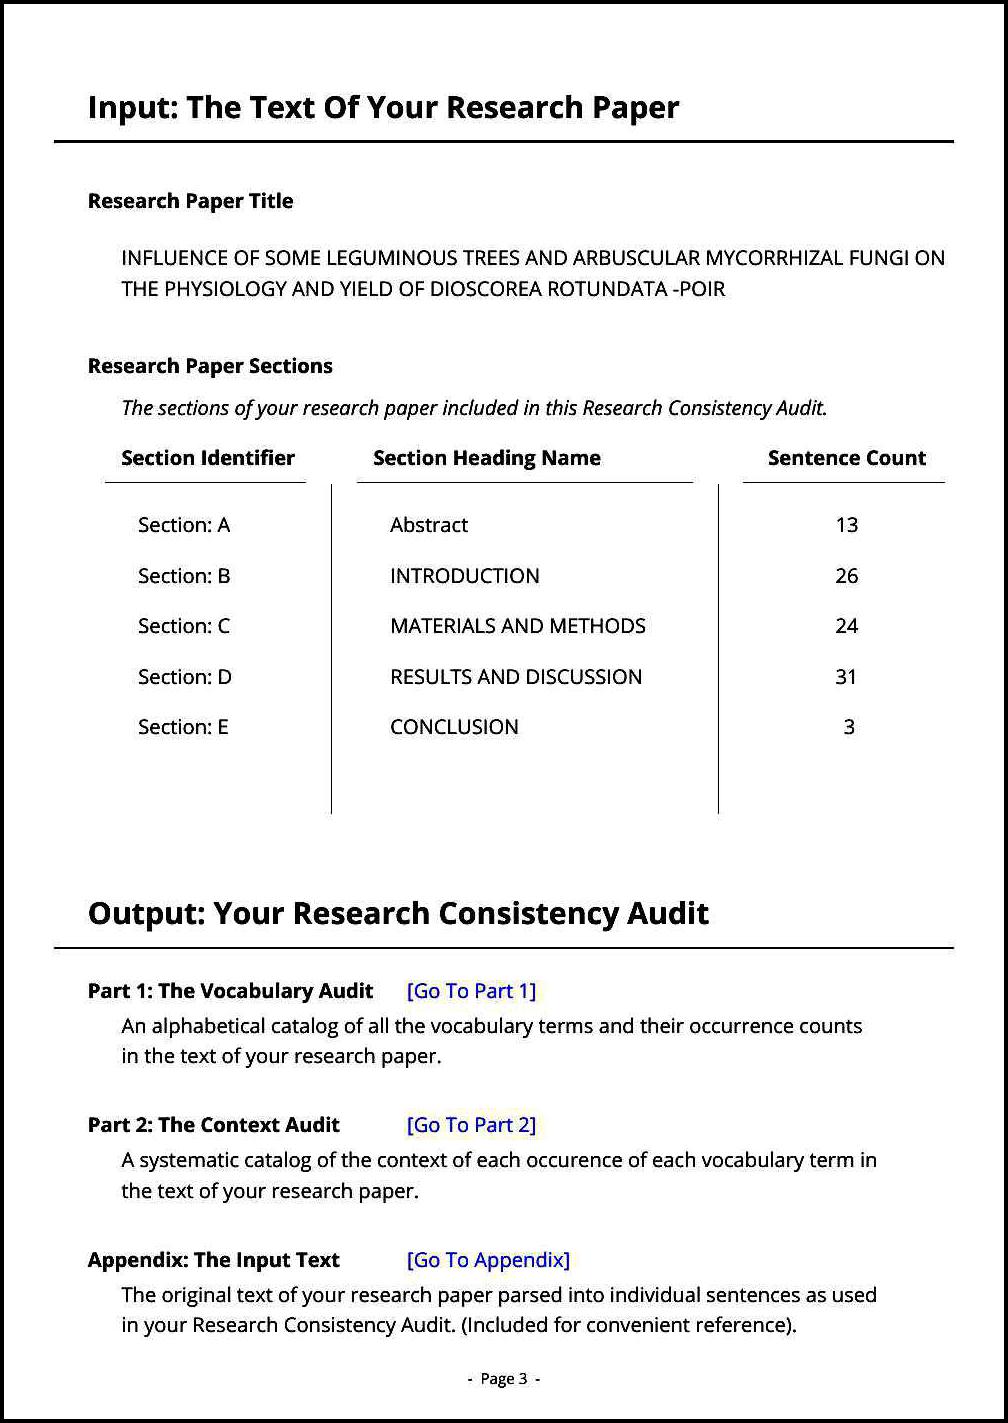 Input: The Text Of Your Research Paper
Research Paper Title
INFLUENCE OF SOME LEGUMINOUS TREES AND ARBUSCULAR MYCORRHIZAL FUNGI ON
THE PHYSIOLOGY AND YIELD OF DIOSCOREA ROTUNDATA -POIR
Research Paper Sections
The sections of your research paper included in this Research Consistency Audit.
Section Identifier Section Heading Name Sentence Count
Section: A Abstract 13
Section: B INTRODUCTION 26
Section: C MATERIALS AND METHODS 24
Section: D RESULTS AND DISCUSSION 31
Section: E CONCLUSION 3
Output: Your Research Consistency Audit
Part 1: The Vocabulary Audit [Go To Part 1]
An alphabetical catalog of all the vocabulary terms and their occurrence counts
in the text of your research paper.
Part 2: The Context Audit [Go To Part 2]
A systematic catalog of the context of each occurence of each vocabulary term in
the text of your research paper.
Appendix: The Input Text [Go To Appendix]
The original text of your research paper parsed into individual sentences as used
in your Research Consistency Audit. (Included for convenient reference).
- Page 3 -